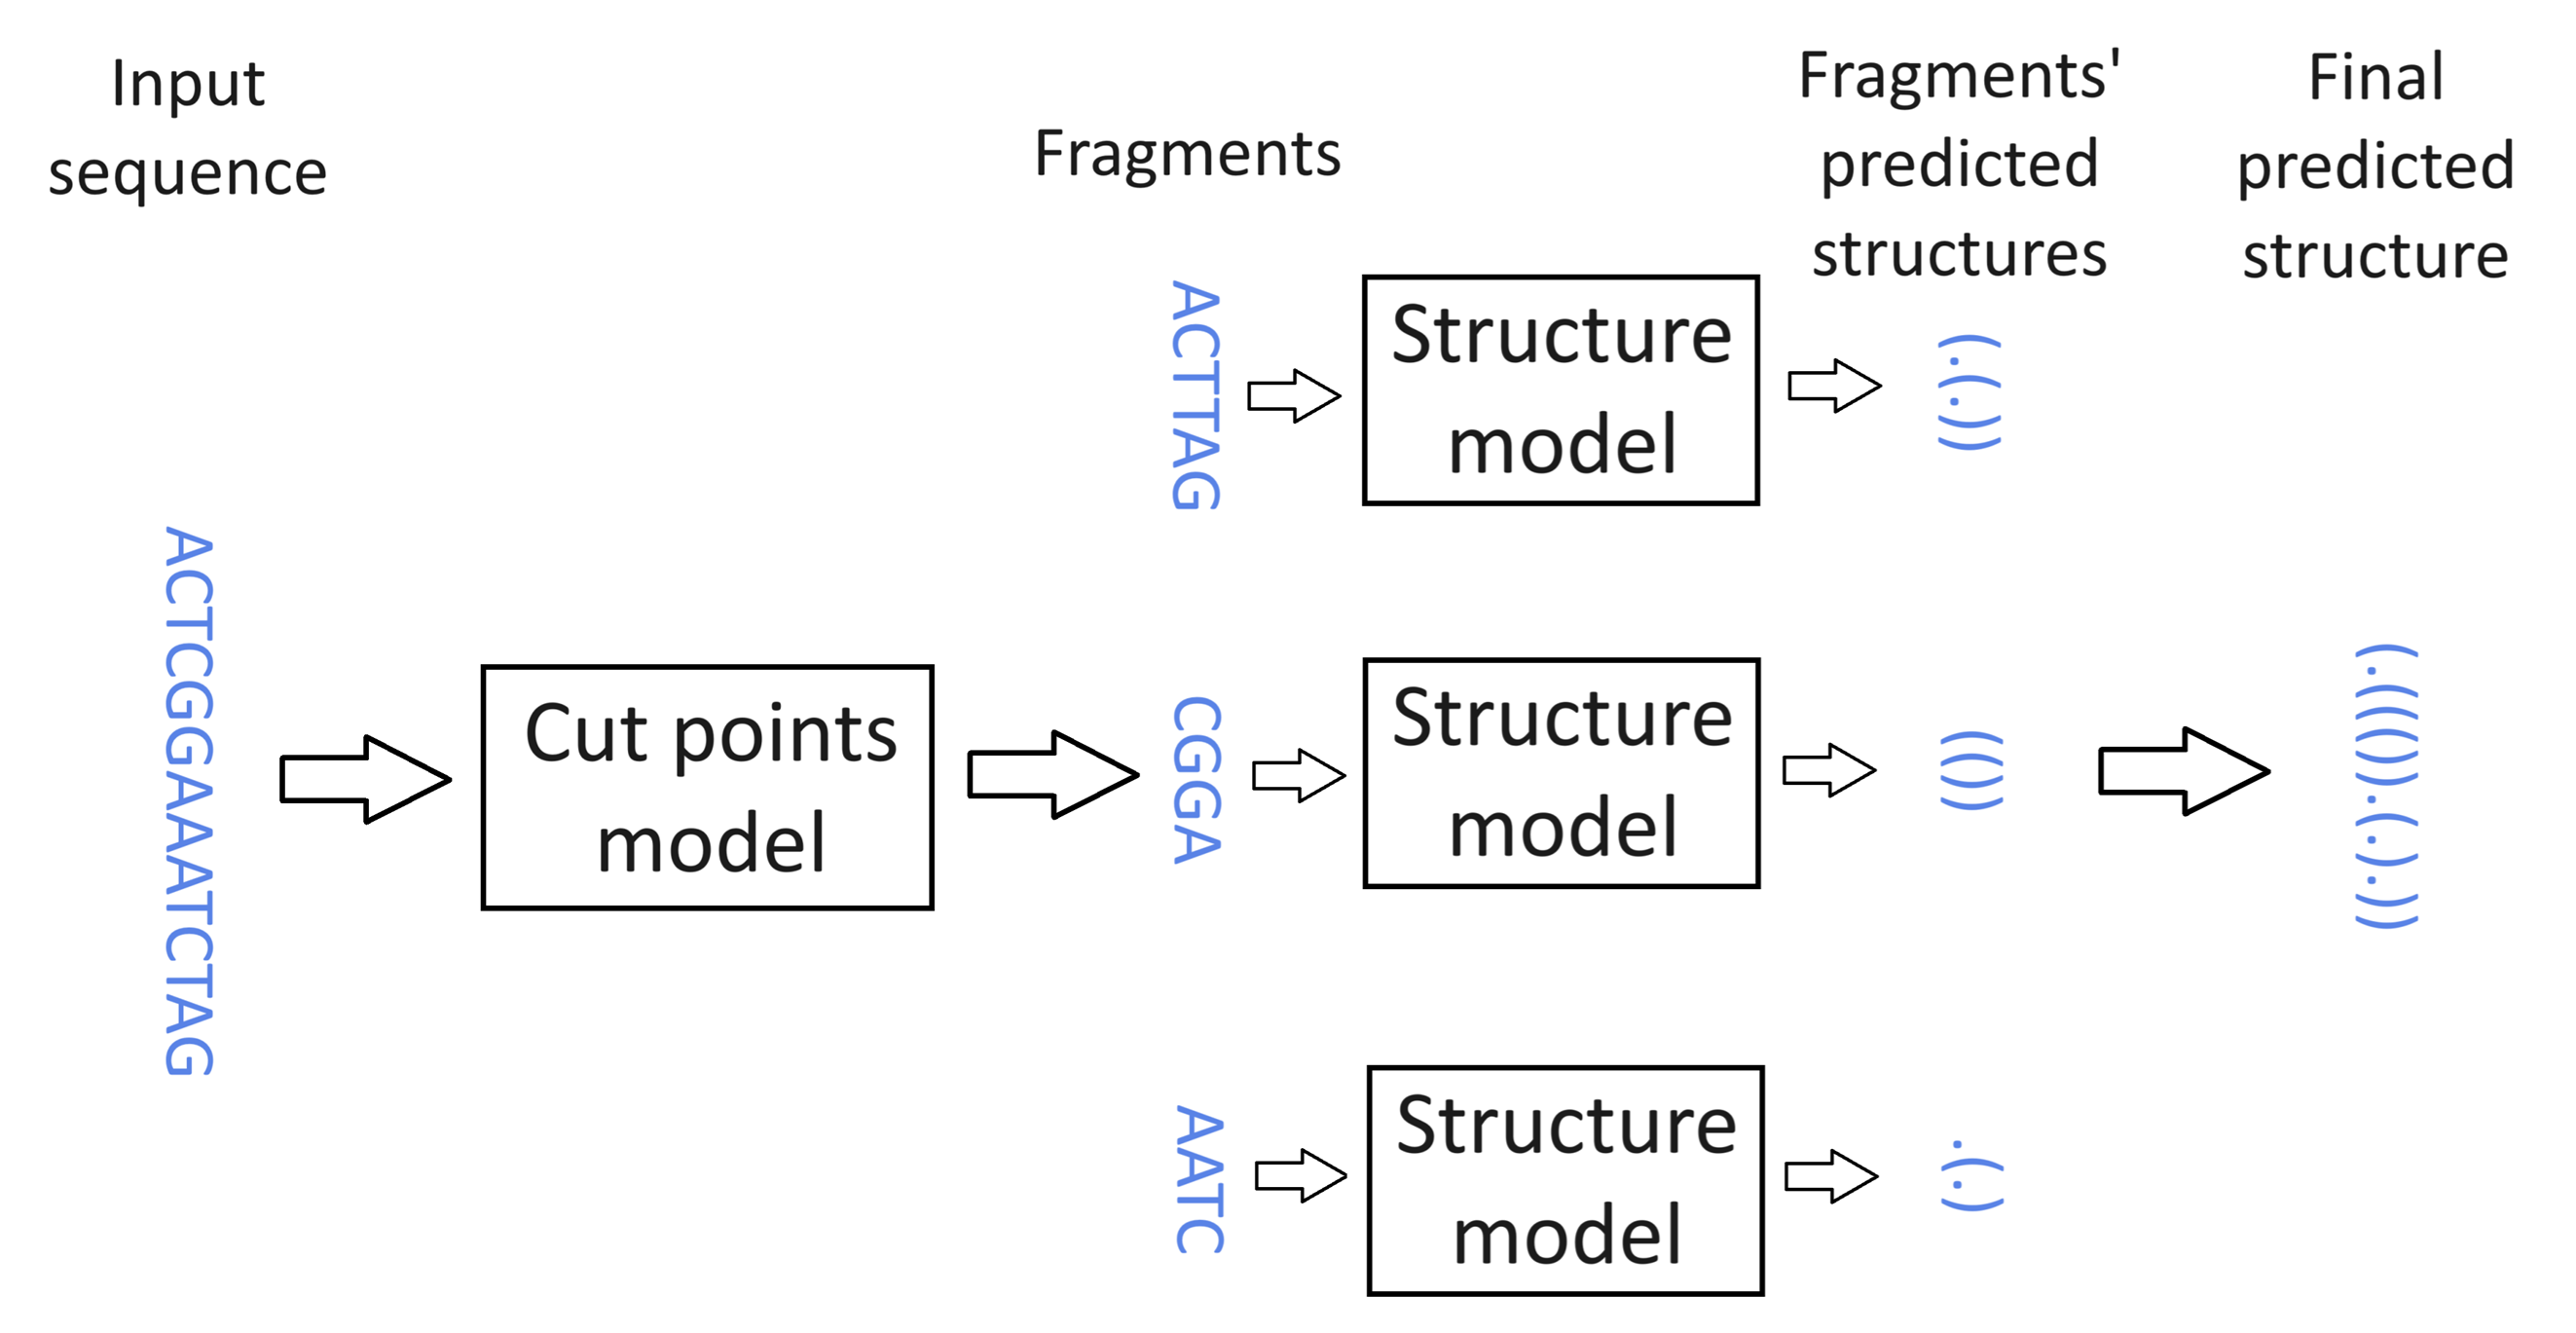 Input
sequence
ACTCGGAAATCTAG
Cut points
model
Fragments
ACTTAG
Structure
model
CGGA
Structure
model
AATC
Structure
model
Fragments'
predicted
structures
(.(.))
(())
.(.)
Final
predicted
structure
(.((()).(.).))